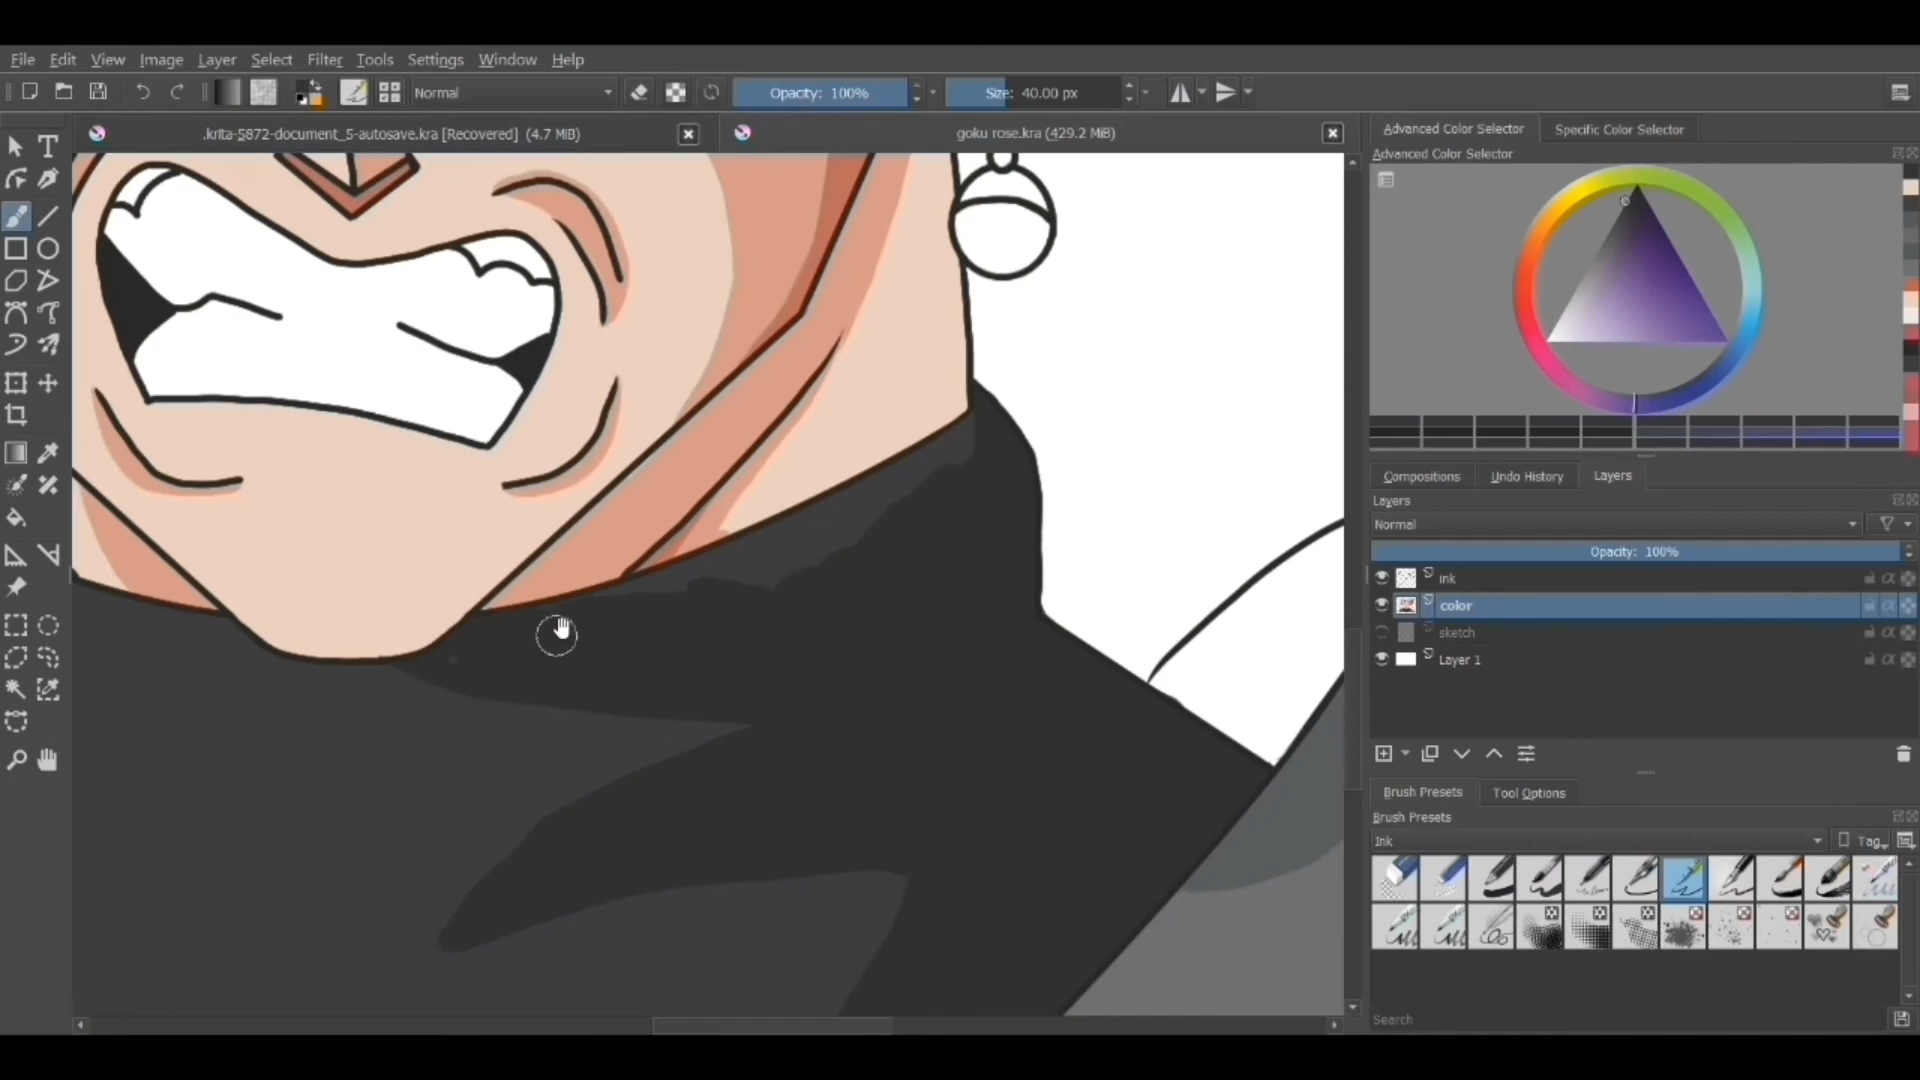 File Edit View Image Layer Select Filter Tools Settings Window Help
Normal Opacity: 100% Size: 40.00 px
.krita-5872-document_5-autosave.kra [Recovered] (4.7 MiB) goku rose.kra (429.2 MiB)
Advanced Color Selector Specific Color Selector
Advanced Color Selector
Compositions Undo History Layers
Layers
Normal
Opacity: 100%
ink
color
sketch
Layer 1
Brush Presets Tool Options
Brush Presets
Ink Tag
Search